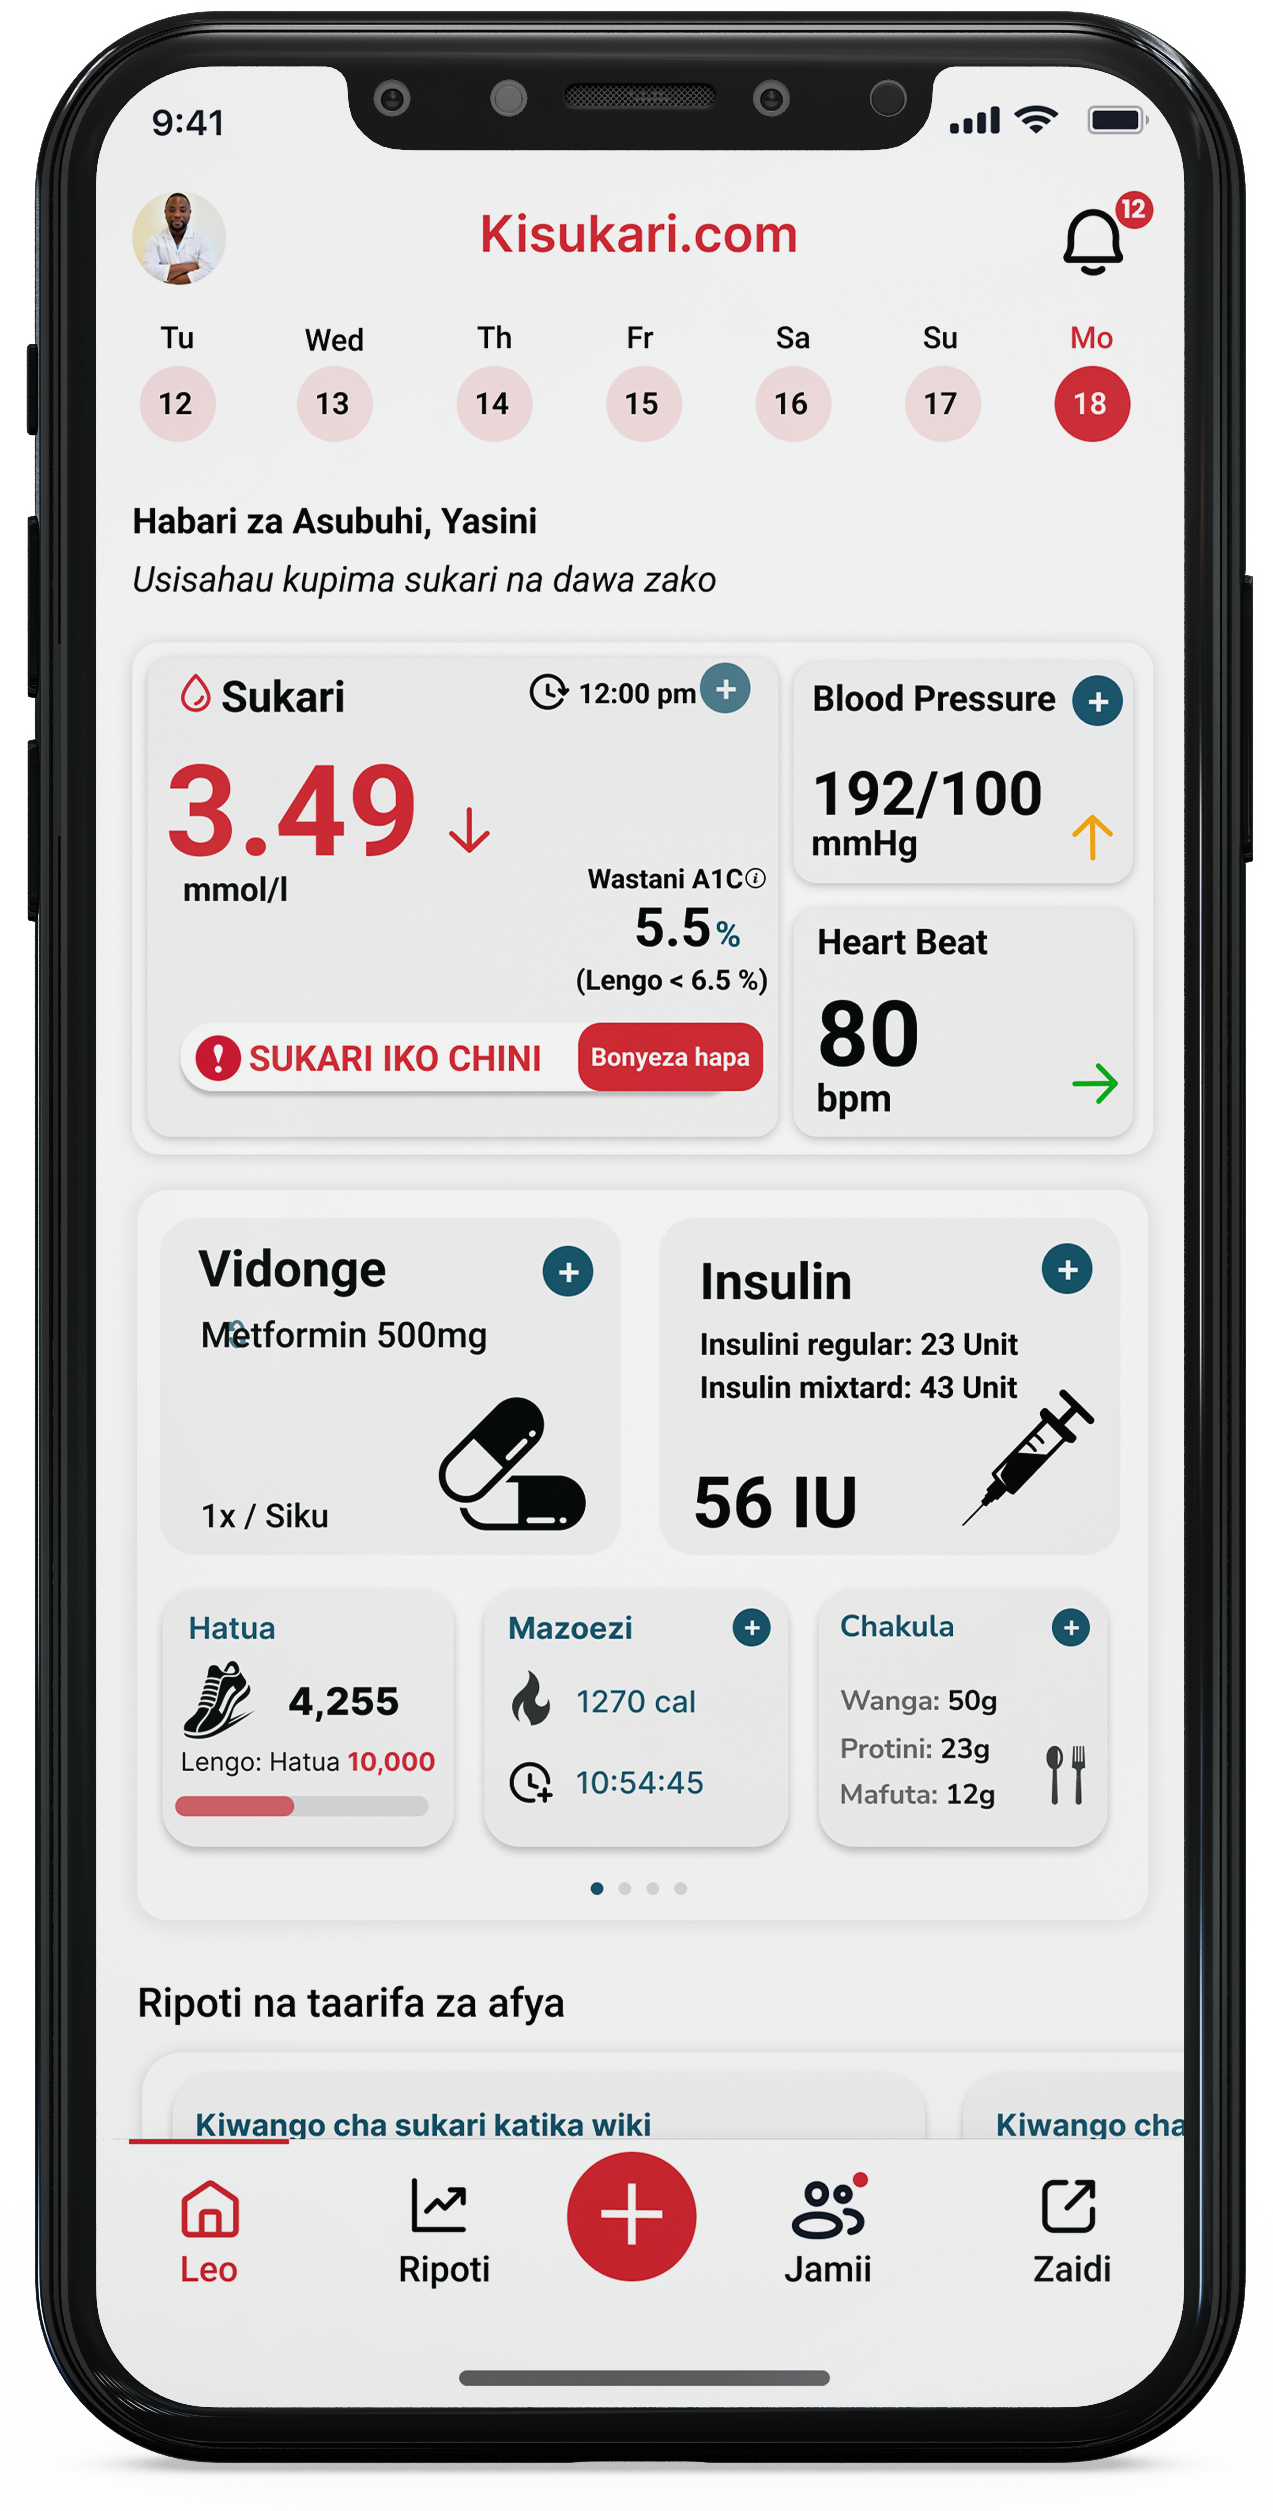 9:41
Kisukari.com
12
Tu Wed Th Fr Sa Su Mo
12 13 14 15 16 17 18
Habari za Asubuhi, Yasini
Usisahau kupima sukari na dawa zako
Sukari
12:00 pm
3.49
mmol/l
Wastani A1C
5.5%
(Lengo < 6.5 %)
SUKARI IKO CHINI
Bonyeza hapa
Blood Pressure
192/100
mmHg
Heart Beat
80
bpm
Vidonge
Metformin 500mg
1x / Siku
Insulin
Insulini regular: 23 Unit
Insulin mixtard: 43 Unit
56 IU
Hatua
4,255
Lengo: Hatua 10,000
Mazoezi
1270 cal
10:54:45
Chakula
Wanga: 50g
Protini: 23g
Mafuta: 12g
Ripoti na taarifa za afya
Kiwango cha sukari katika wiki
Kiwango cha
Leo
Ripoti
Jamii
Zaidi